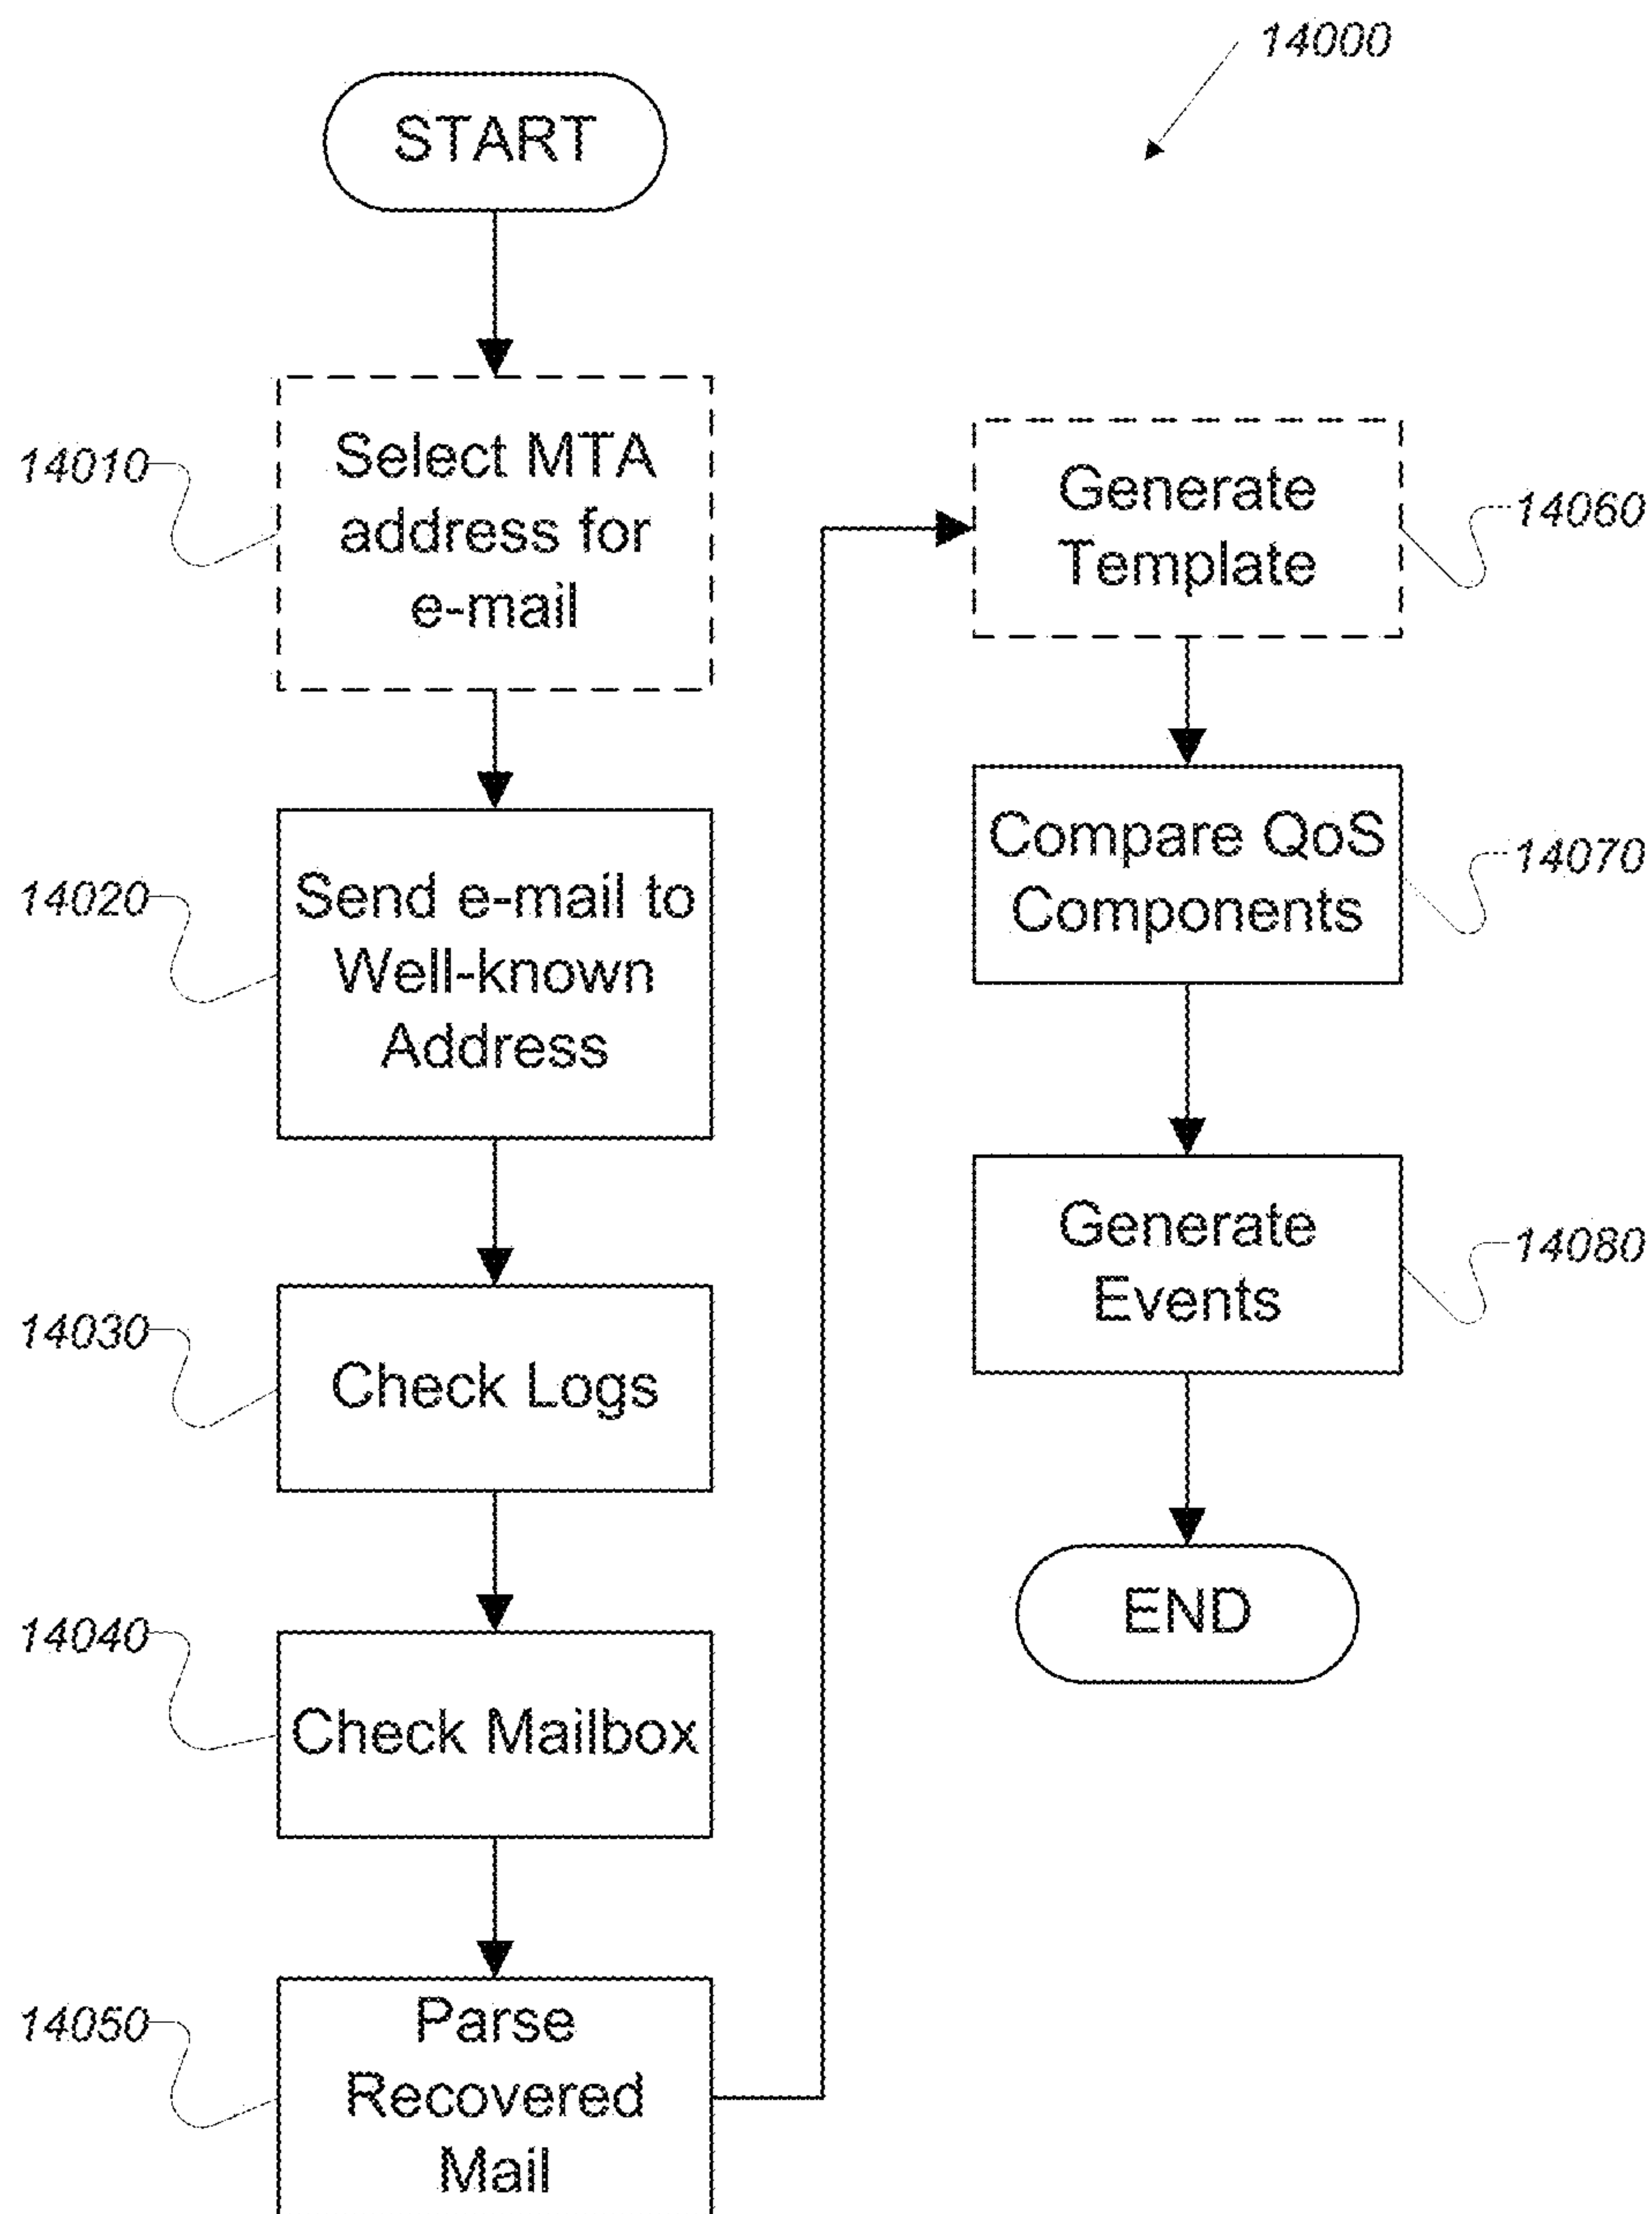 14000
START
14010
Select MTA
address for
e-mail
14020
Send e-mail to
Well-known
Address
14030
Check Logs
14040
Check Mailbox
14050
Parse
Recovered
Mail
Generate
Template
14060
Compare QoS
Components
14070
Generate
Events
14080
END